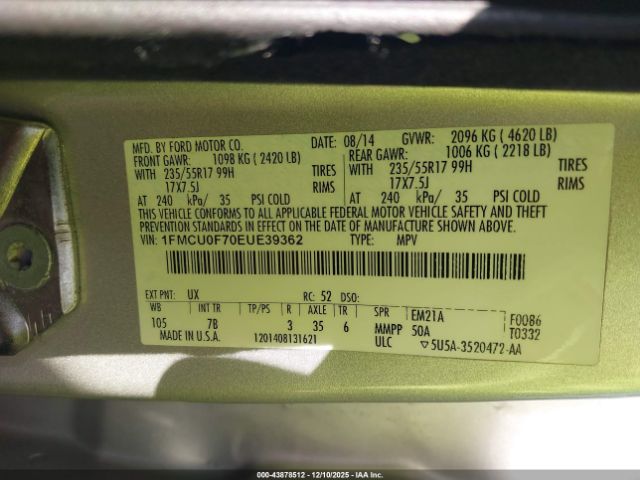 MFD. BY FORD MOTOR CO. DATE: 08/14 GVWR: 2096 KG ( 4620 LB)
FRONT GAWR: 1098 KG ( 2420 LB) REAR GAWR: 1006 KG ( 2218 LB)
WITH 235/55R17 99H TIRES WITH 235/55R17 99H TIRES
17X7.5J RIMS 17X7.5J RIMS
AT 240 kPa/ 35 PSI COLD AT 240 kPa/ 35 PSI COLD
THIS VEHICLE CONFORMS TO ALL APPLICABLE FEDERAL MOTOR VEHICLE SAFETY AND THEFT
PREVENTION STANDARDS IN EFFECT ON THE DATE OF MANUFACTURE SHOWN ABOVE.
VIN: 1FMCU0F70EUE39362 TYPE: MPV
EXT PNT: UX RC: 52 DSO:
WB INT TR TP/PS R AXLE TR SPR EM21A F0086
105 7B 3 35 6 MMPP 50A T0332
MADE IN U.S.A. 1201408131621 ULC ▽5U5A-3520472-AA
00-43878512 - 12/10/2025 - IAAI Inc.